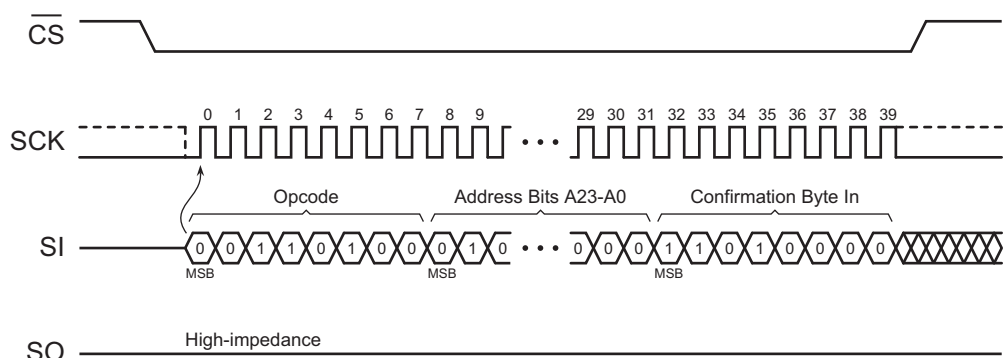 CS
0 1 2 3 4 5 6 7 8 9 29 30 31 32 33 34 35 36 37 38 39
SCK
Opcode Address Bits A23-A0 Confirmation Byte In
SI 0 0 1 1 0 1 0 0 0 1 0 0 0 0 1 1 0 1 0 0 0 0
MSB MSB MSB
High-impedance
SO